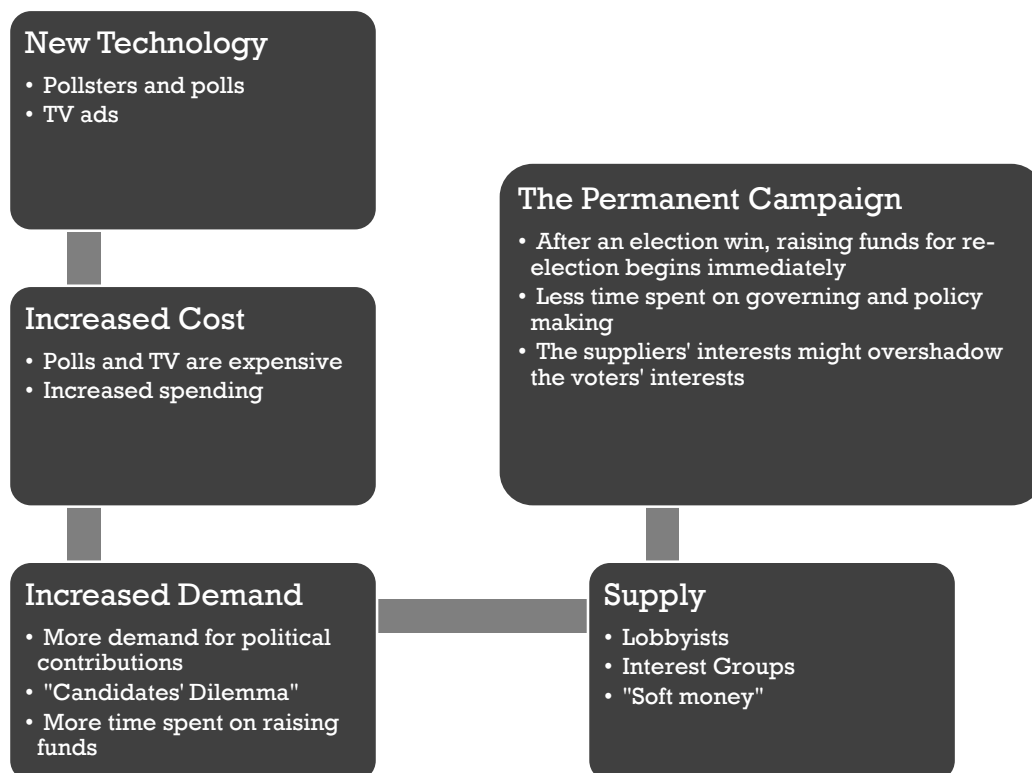 New Technology
• Pollsters and polls
• TV ads
Increased Cost
• Polls and TV are expensive
• Increased spending
Increased Demand
• More demand for political
contributions
• "Candidates' Dilemma"
• More time spent on raising
funds
Supply
• Lobbyists
• Interest Groups
• "Soft money"
The Permanent Campaign
• After an election win, raising funds for re-
election begins immediately
• Less time spent on governing and policy
making
• The suppliers' interests might overshadow
the voters' interests